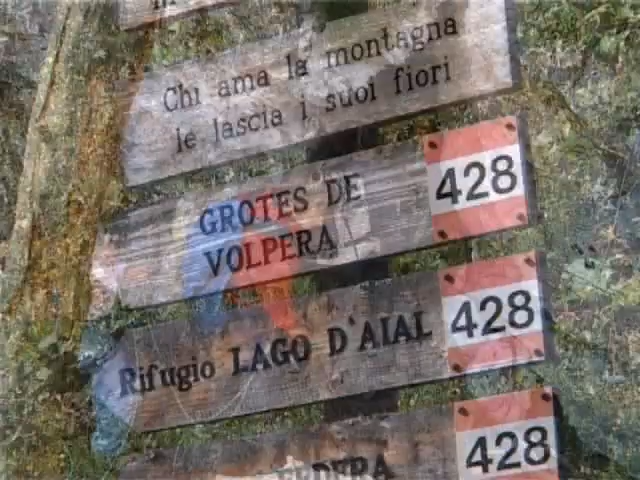 Chi ama la montagna
le lascia i suoi fiori
GROTES DE
VOLPERA
428
Rifugio LAGO D'AIAL
428
428